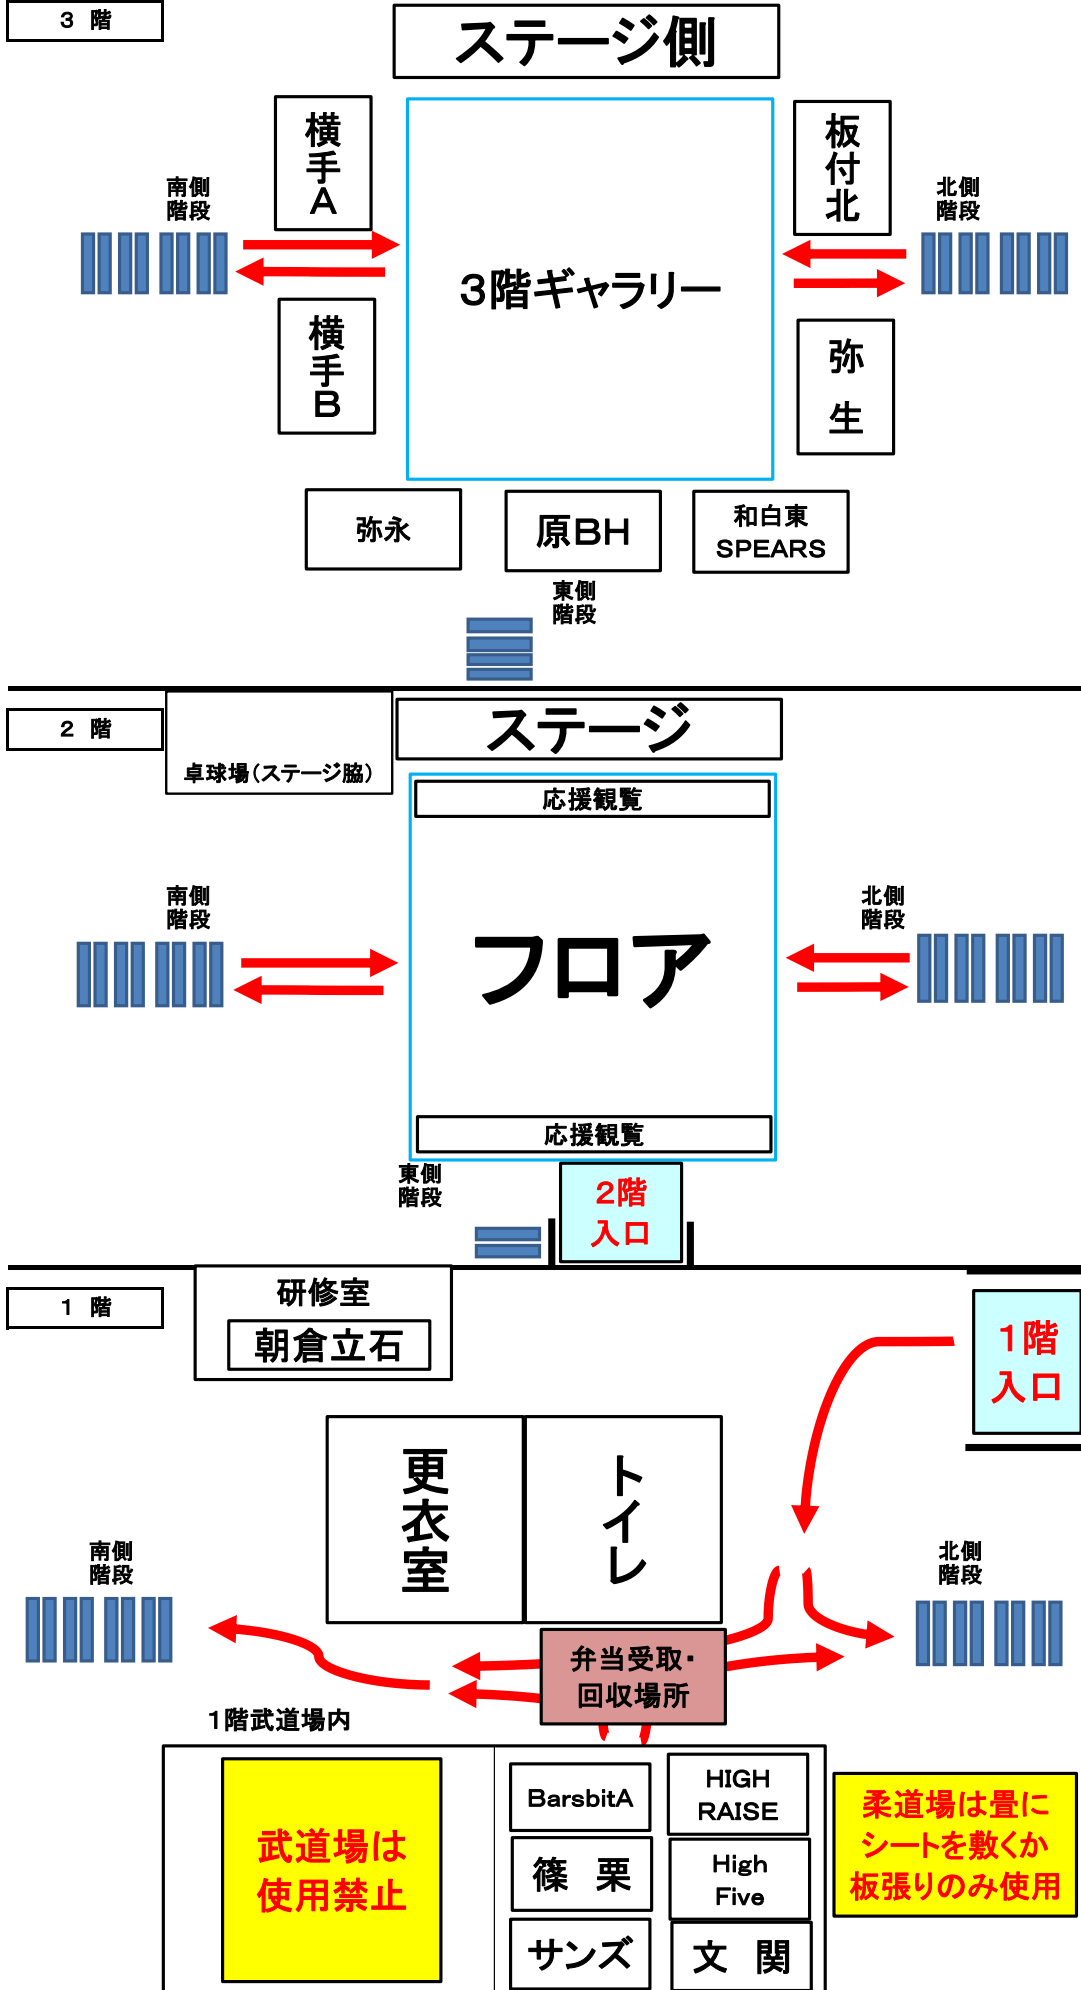 ３ 階
ステージ側
横手Ａ
板付北
南側
階段
北側
階段
３階ギャラリー
横手Ｂ
弥生
弥永
原ＢＨ
和白東
ＳＰＥＡＲＳ
東側
階段
２ 階
ステージ
卓球場（ステージ脇）
応援観覧
南側
階段
北側
階段
フロア
応援観覧
東側
階段
２階
入口
１ 階
研修室
朝倉立石
１階
入口
更衣室
トイレ
南側
階段
北側
階段
弁当受取・
回収場所
１階武道場内
武道場は
使用禁止
ＢａｒｓｂｉｔＡ
ＨＩＧＨ
ＲＡＩＳＥ
篠 栗
Ｈｉｇｈ
Ｆｉｖｅ
サンズ
文 関
柔道場は畳に
シートを敷くか
板張りのみ使用